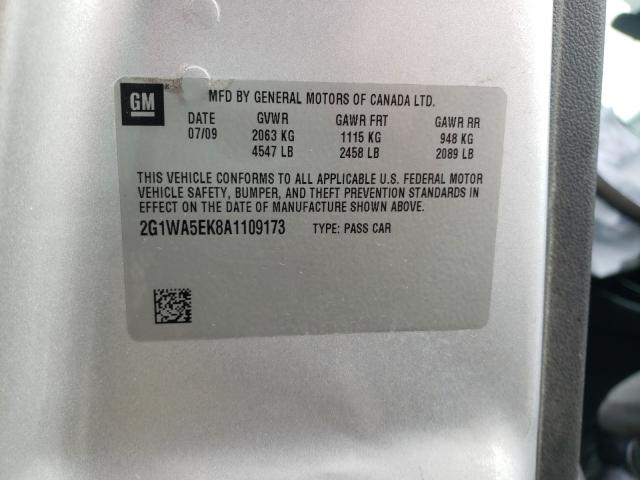 GM
MFD BY GENERAL MOTORS OF CANADA LTD.
DATE GVWR GAWR FRT GAWR RR
07/09 2063 KG 1115 KG 948 KG
4547 LB 2458 LB 2089 LB
THIS VEHICLE CONFORMS TO ALL APPLICABLE U.S. FEDERAL MOTOR
VEHICLE SAFETY, BUMPER, AND THEFT PREVENTION STANDARDS IN
EFFECT ON THE DATE OF MANUFACTURE SHOWN ABOVE.
2G1WA5EK8A1109173 TYPE: PASS CAR